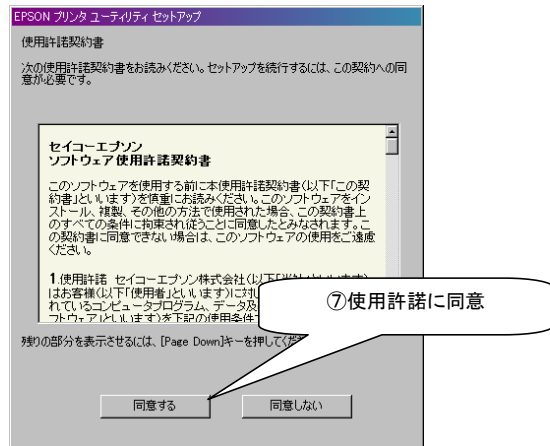 EPSON プリンタ ユーティリティ セットアップ
使用許諾契約書
次の使用許諾契約書をお読みください。セットアップを続行するには、この契約への同
意が必要です。
セイコーエプソン
ソフトウェア使用許諾契約書
このソフトウェアを使用する前に本使用許諾契約書(以下「この契
約書」といいます)を慎重にお読みください。このソフトウェアをイン
ストール、複製、その他の方法で使用された場合、この契約書上
のすべての条件に拘束され従うことに同意したとみなされます。こ
の契約書に同意できない場合は、このソフトウェアの使用をご遠慮
ください。
1.使用許諾 セイコーエプソン株式会社(以下「当社」といいます)
はお客様(以下「使用者」といいます)に対し
れているコンピュータプログラム、データ及
フトウェア」といいます)を下記の使用条件
⑦使用許諾に同意
残りの部分を表示させるには、[Page Down]キーを押してくだ
同意する
同意しない